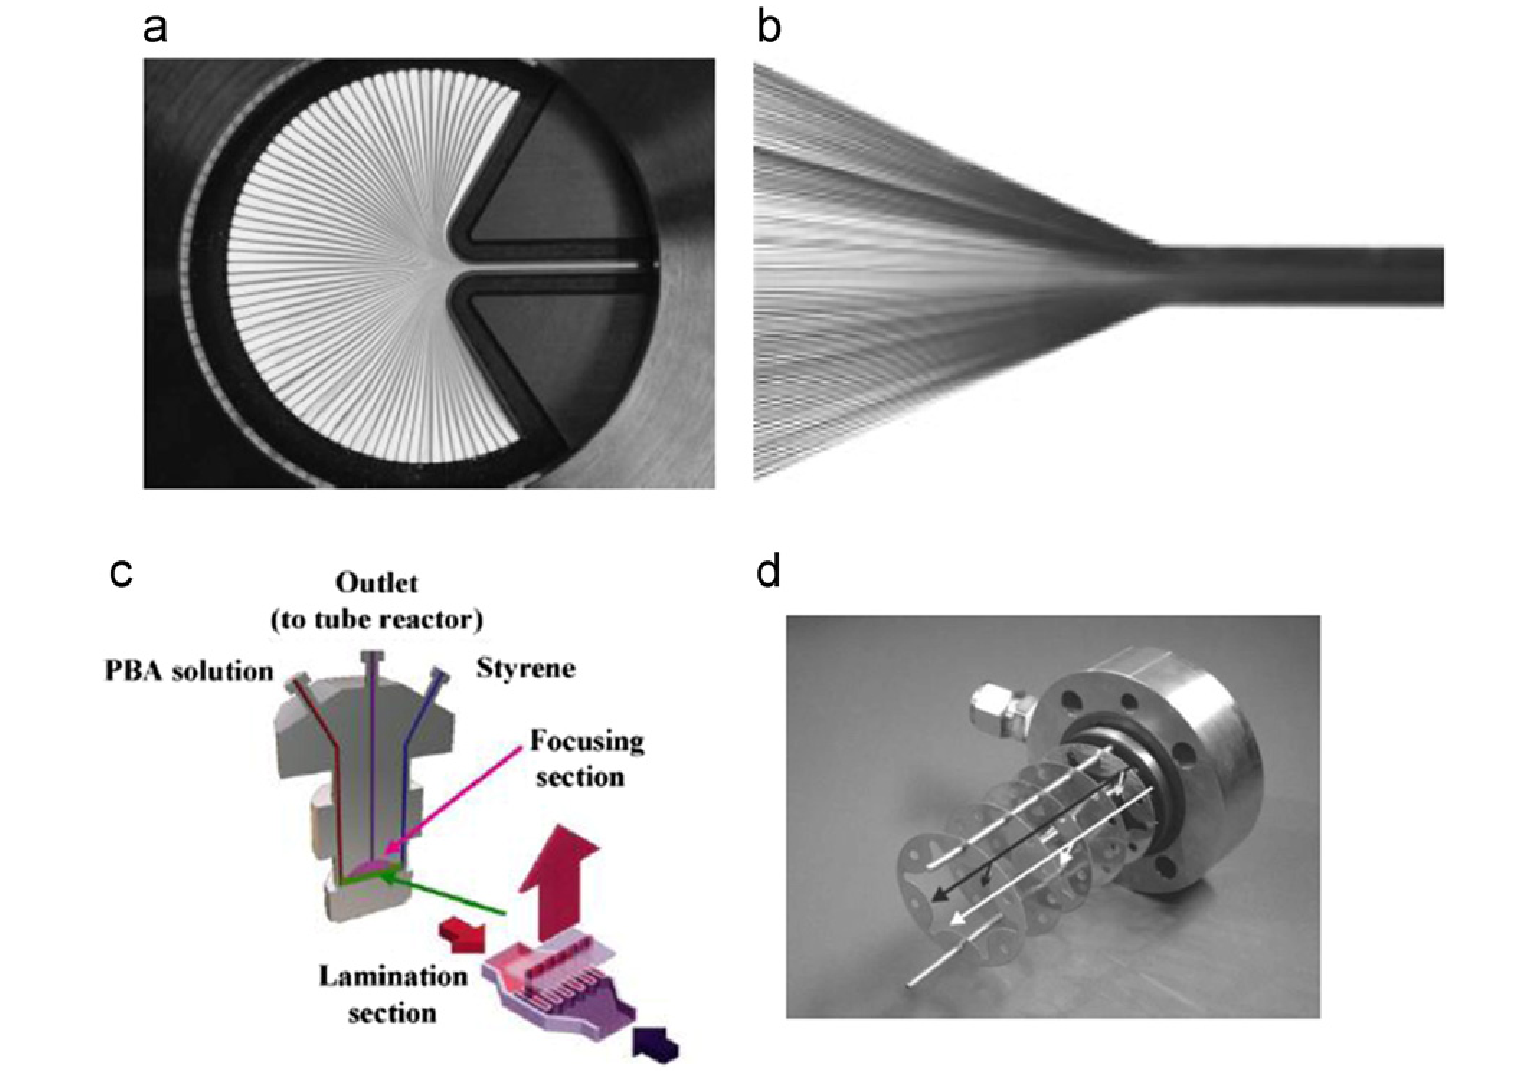 a
b
c
Outlet
(to tube reactor)
PBA solution
Styrene
Focusing
section
Lamination
section
d